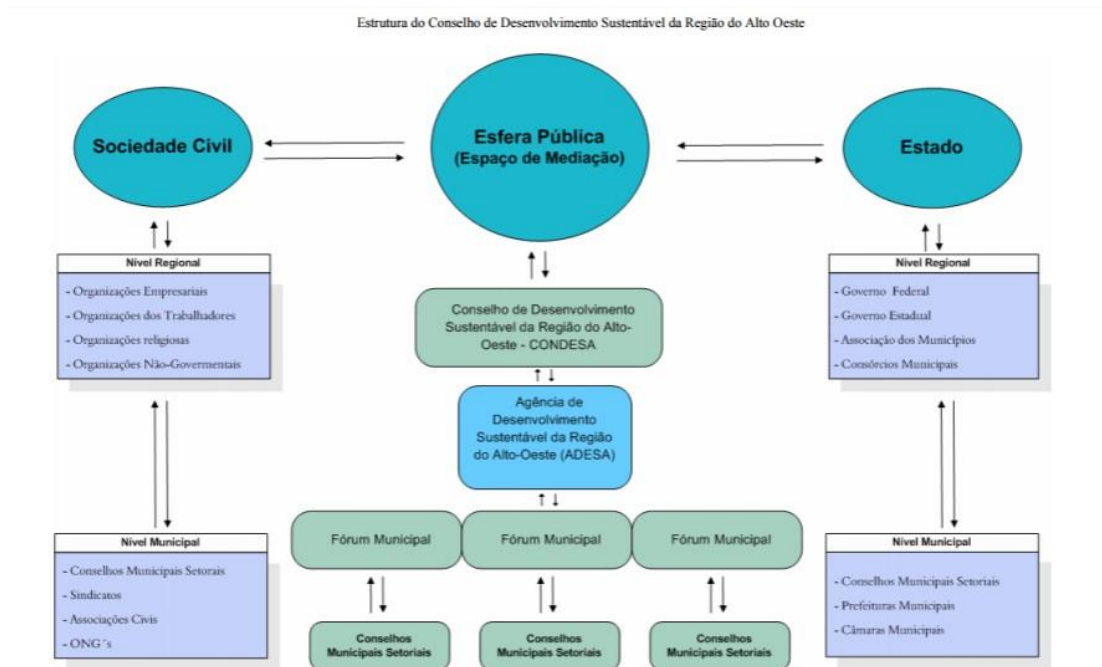 Estrutura do Conselho de Desenvolvimento Sustentável da Região do Alto Oeste
Sociedade Civil
Esfera Pública
(Espaço de Mediação)
Estado
Nível Regional
- Organizações Empresariais
- Organizações dos Trabalhadores
- Organizações religiosas
- Organizações Não-Govermentais
Conselho de Desenvolvimento
Sustentável da Região do Alto-
Oeste - CONDESA
Nível Regional
- Governo Federal
- Governo Estadual
- Associação dos Municípios
- Consórcios Municipais
Agência de
Desenvolvimento
Sustentável da Região
do Alto-Oeste (ADESA)
Nível Municipal
- Conselhos Municipais Setorais
- Sindicatos
- Associações Civis
- ONG´s
Fórum Municipal
Fórum Municipal
Fórum Municipal
Conselhos
Municipais Setoriais
Conselhos
Municipais Setoriais
Conselhos
Municipais Setoriais
Nível Municipal
- Conselhos Municipais Setoriais
- Prefeituras Municipais
- Câmaras Municipais